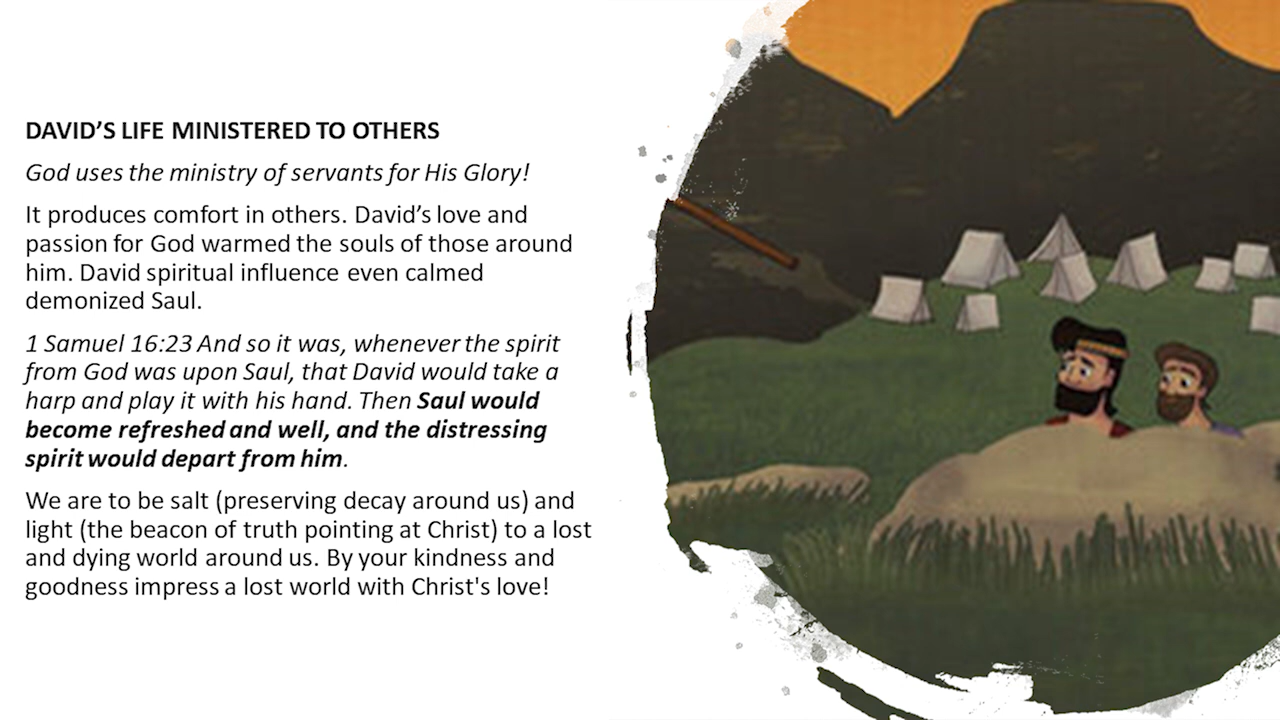 DAVID’S LIFE MINISTERED TO OTHERS
God uses the ministry of servants for His Glory!
It produces comfort in others. David’s love and
passion for God warmed the souls of those around
him. David spiritual influence even calmed
demonized Saul.
1 Samuel 16:23 And so it was, whenever the spirit
from God was upon Saul, that David would take a
harp and play it with his hand. Then Saul would
become refreshed and well, and the distressing
spirit would depart from him.
We are to be salt (preserving decay around us) and
light (the beacon of truth pointing at Christ) to a lost
and dying world around us. By your kindness and
goodness impress a lost world with Christ's love!